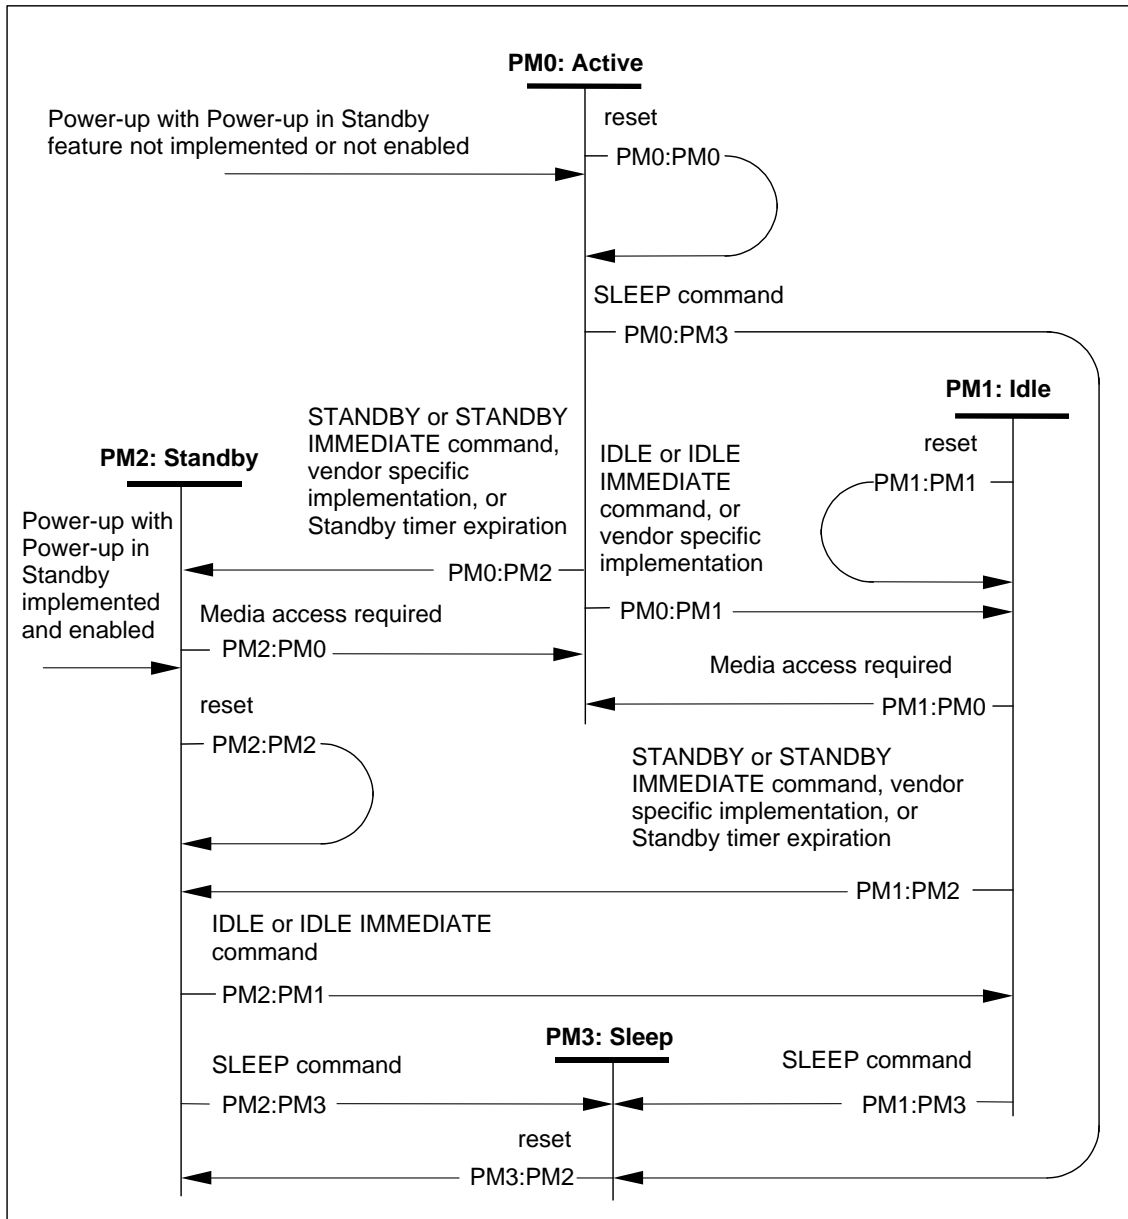 PM0: Active
reset
Power-up with Power-up in Standby
feature not implemented or not enabled
PM0:PM0
SLEEP command
PM0:PM3
PM1: Idle
STANDBY or STANDBY
IMMEDIATE command,
vendor specific
implementation, or
Standby timer expiration
reset
PM2: Standby
IDLE or IDLE
IMMEDIATE
command, or
vendor specific
implementation
PM1:PM1
Power-up with
Power-up in
Standby
implemented
and enabled
PM0:PM2
Media access required
PM0:PM1
PM2:PM0
Media access required
reset
PM1:PM0
PM2:PM2
STANDBY or STANDBY
IMMEDIATE command, vendor
specific implementation, or
Standby timer expiration
PM1:PM2
IDLE or IDLE IMMEDIATE
command
PM2:PM1
PM3: Sleep
SLEEP command
SLEEP command
PM2:PM3
PM1:PM3
reset
PM3:PM2